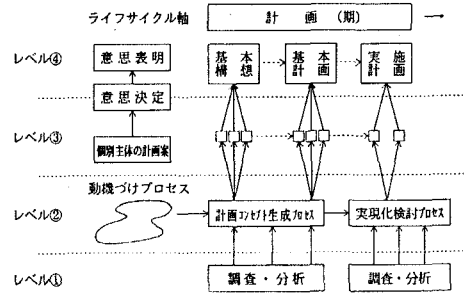 ライフサイクル軸
計画(期)
レベル④
意思表明
基本構想
基本計画
実施計画
意思決定
レベル③
個別主体の計画案
動機づけプロセス
レベル②
計画コンセプト生成プロセス
実現化検討プロセス
レベル①
調査・分析
調査・分析